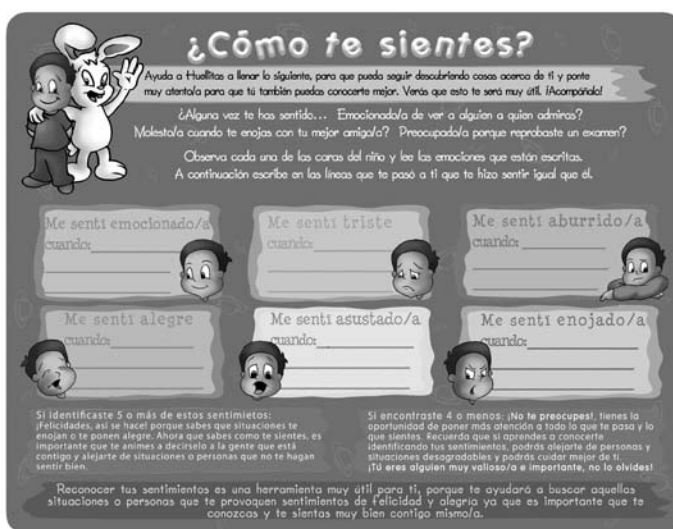 ¿Cómo te sientes?
Ayuda a Huellitas a llenar lo siguiente, para que pueda seguir descubriendo cosas acerca de ti y ponte
muy atento/a para que tú también puedas conocerte mejor. Verás que esto te será muy útil. ¡Acompáñalo!
¿Alguna vez te has sentido... Emocionado/a de ver a alguien a quien admiras?
Molesto/a cuando te enojas con tu mejor amigo/a? Preocupado/a porque reprobaste un examen?
Observa cada una de las caras del niño y lee las emociones que están escritas.
A continuación escribe en las líneas que te pasó a ti que te hizo sentir igual que él.
Me sentí emocionado/a
cuando:
Me sentí triste
cuando:
Me sentí aburrido/a
cuando:
Me sentí alegre
cuando:
Me sentí asustado/a
cuando:
Me sentí enojado/a
cuando:
Si identificaste 5 o más de estos sentimietos:
¡Felicidades, así se hace! porque sabes que situaciones te
enojan o te ponen alegre. Ahora que sabes como te sientes, es
importante que te animes a decírselo a la gente que está
contigo y alejarte de situaciones o personas que no te hagan
sentir bien.
Si encontraste 4 o menos: ¡No te preocupes!, tienes la
oportunidad de poner más atención a todo lo que te pasa y lo
que sientes. Recuerda que si aprendes a conocerte
identificando tus sentimientos, podrás alejarte de personas y
situaciones desagradables y podrás cuidar mejor de ti.
¡Tú eres alguien muy valioso/a e importante, no lo olvides!
Reconocer tus sentimientos es una herramienta muy útil para ti, porque te ayudará a buscar aquellas
situaciones o personas que te provoquen sentimientos de felicidad y alegría ya que es importante que te
conozcas y te sientas muy bien contigo mismo/a.